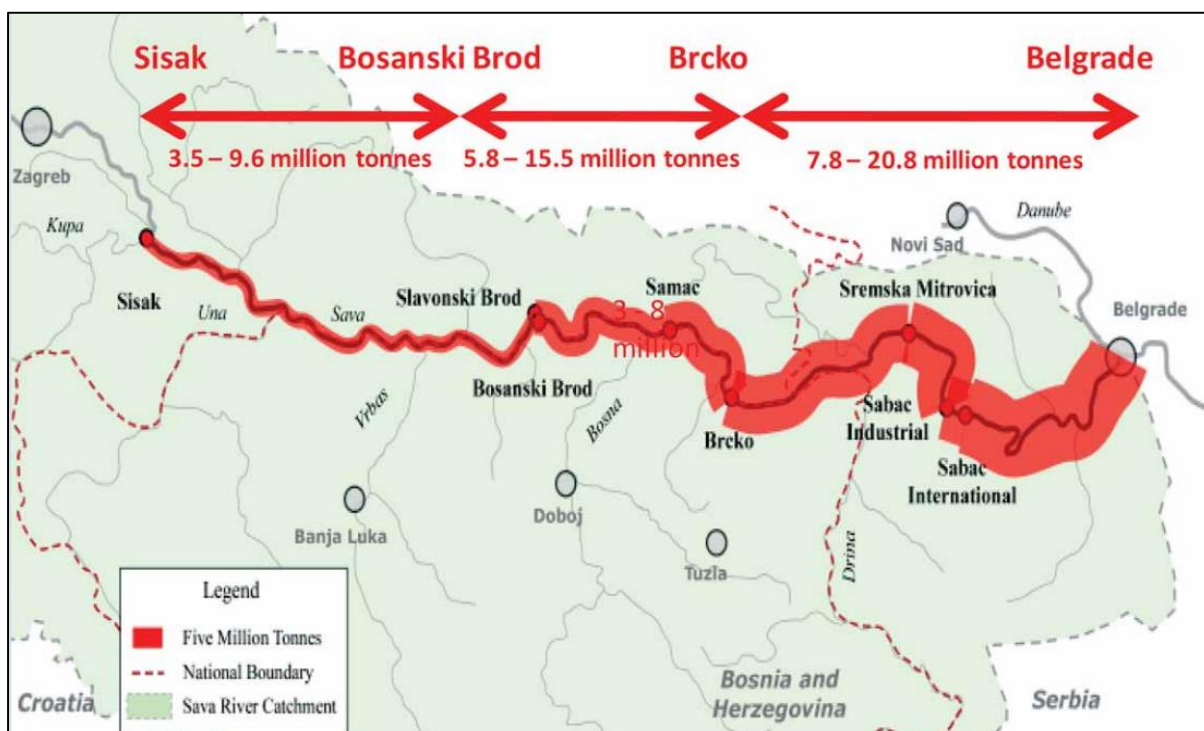 Sisak
Bosanski Brod
Brcko
Belgrade
3.5 – 9.6 million tonnes
5.8 – 15.5 million tonnes
7.8 – 20.8 million tonnes
Zagreb
Kupa
Novi Sad
Danube
Sisak
Una
Sava
Slavonski Brod
Samac
3 - 8
million
Sremska Mitrovica
Belgrade
Bosanski Brod
Vrbas
Bosna
Brcko
Sabac
Industrial
Sabac
International
Banja Luka
Doboj
Tuzla
Drina
Legend
Five Million Tonnes
National Boundary
Sava River Catchment
Croatia
Bosnia and
Herzegovina
Serbia